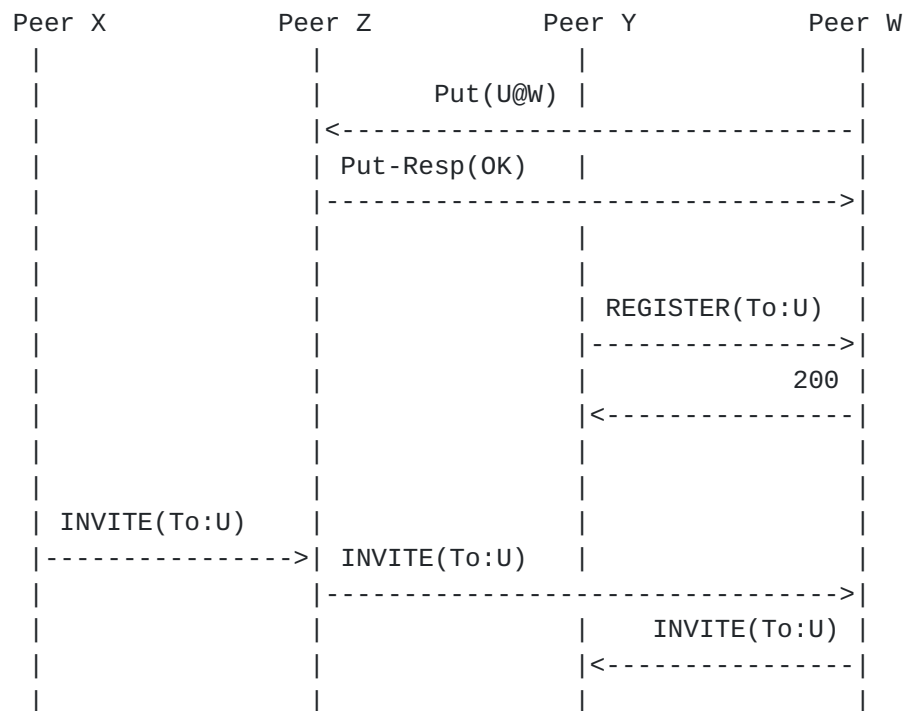 Peer X           Peer Z           Peer Y           Peer W
 |                 |                |                 |
 |                 |       Put(U@W) |                 |
 |                 |<---------------------------------|
 |                 | Put-Resp(OK)   |                 |
 |                 |--------------------------------->|
 |                 |                |                 |
 |                 |                |                 |
 |                 |                | REGISTER(To:U)  |
 |                 |                |---------------->|
 |                 |                |             200 |
 |                 |                |<----------------|
 |                 |                |                 |
 |                 |                |                 |
 | INVITE(To:U)    |                |                 |
 |---------------->| INVITE(To:U)   |                 |
 |                 |--------------------------------->|
 |                 |                |    INVITE(To:U) |
 |                 |                |<----------------|
 |                 |                |                 |